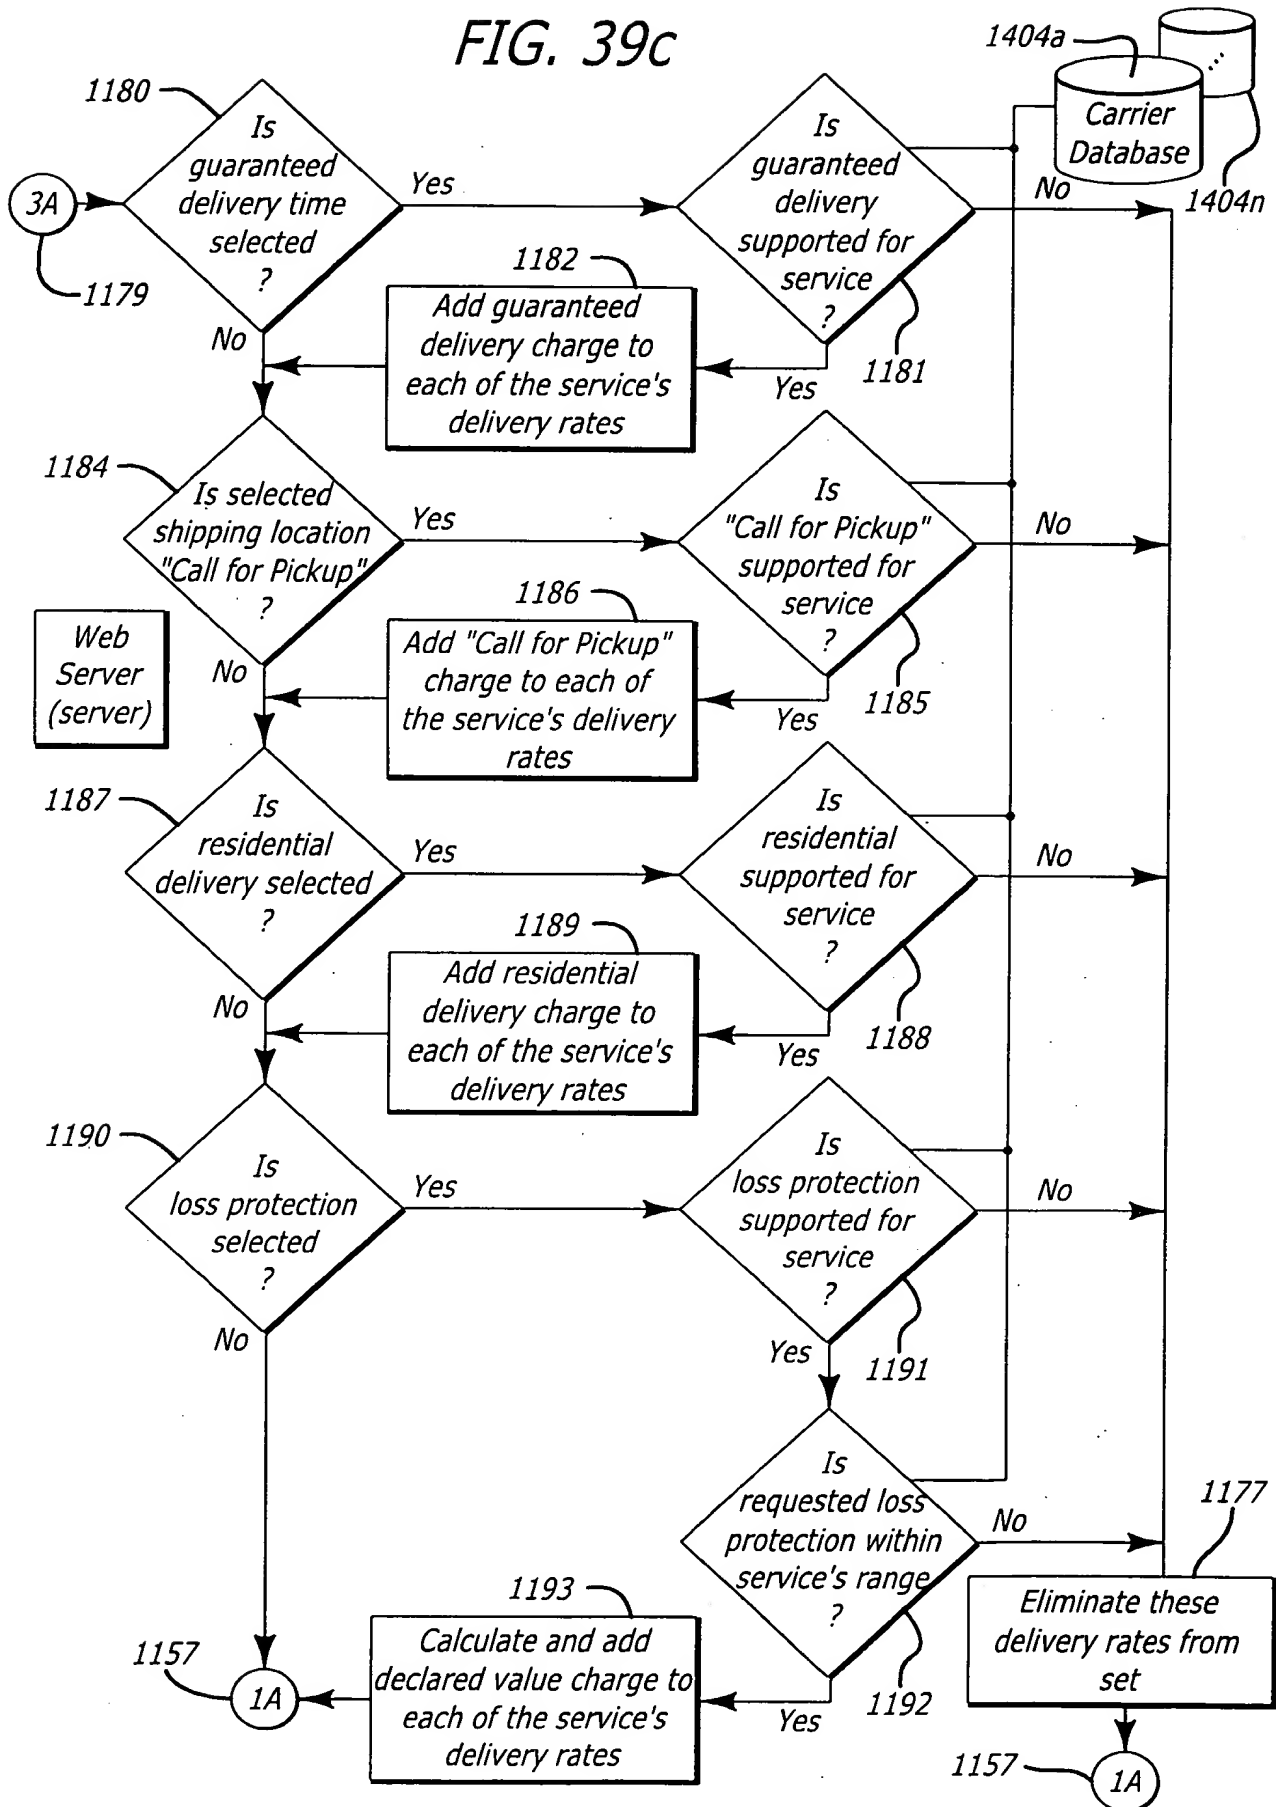 FIG. 39c
1404a
Carrier
Database
1404n
1180
Is
guaranteed
delivery time
selected
?
Yes
Is
guaranteed
delivery
supported for
service
?
No
3A
1179
1182
Add guaranteed
delivery charge to
each of the service's
delivery rates
No
Yes
1181
1184
Is selected
shipping location
"Call for Pickup"
?
Yes
Is
"Call for Pickup"
supported for
service
?
No
Web
Server
(server)
1186
Add "Call for Pickup"
charge to each of
the service's delivery
rates
No
Yes
1185
1187
Is
residential
delivery selected
?
Yes
Is
residential
supported for
service
?
No
1189
Add residential
delivery charge to
each of the service's
delivery rates
No
Yes
1188
1190
Is
loss protection
selected
?
Yes
Is
loss protection
supported for
service
?
No
No
Yes
1191
Is
requested loss
protection within
service's range
?
No
1177
Eliminate these
delivery rates from
set
1193
Calculate and add
declared value charge to
each of the service's
delivery rates
1157
1A
Yes
1192
1157
1A